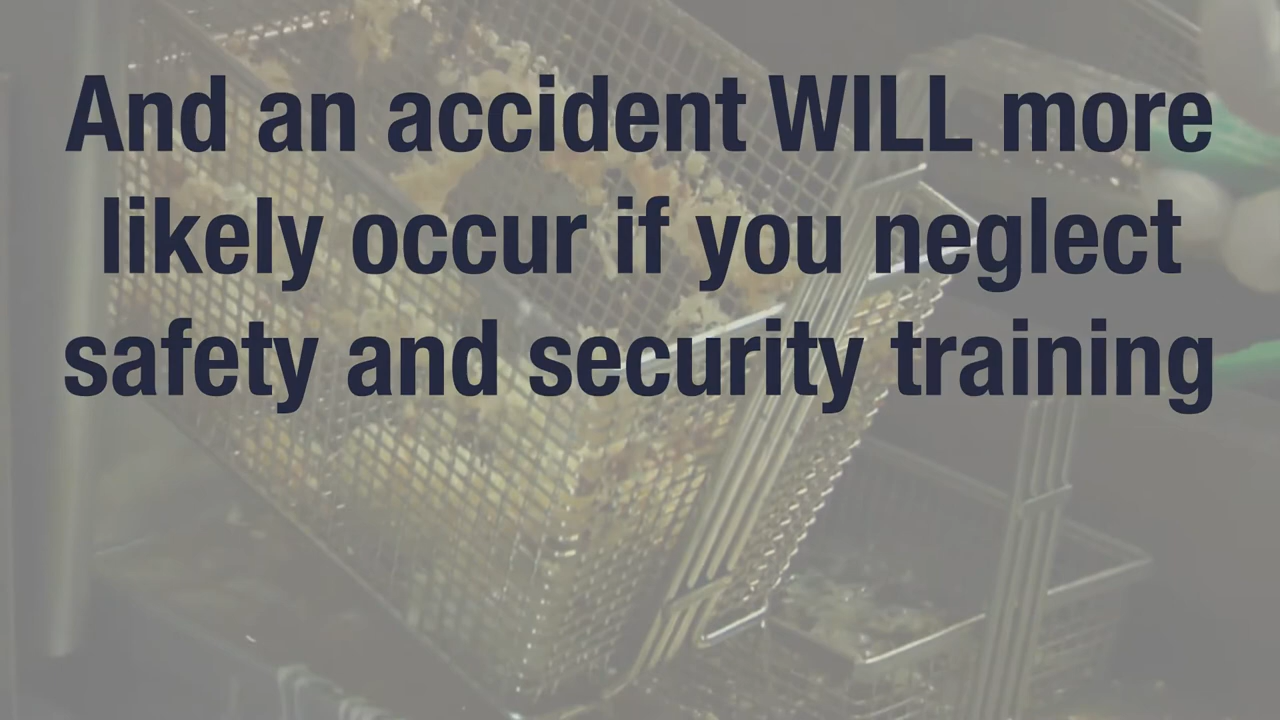 And an accident WILL more
likely occur if you neglect
safety and security training